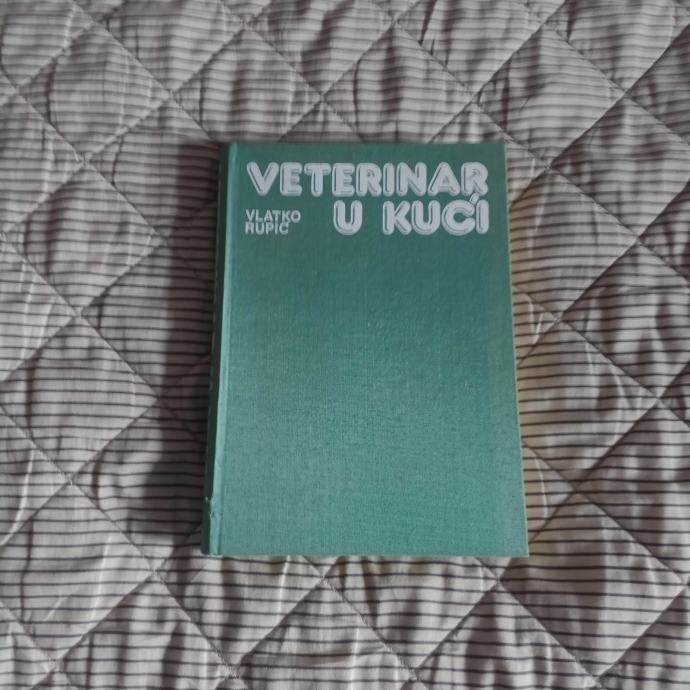 VETERINAR
U KUĆI
VLATKO
RUPIĆ